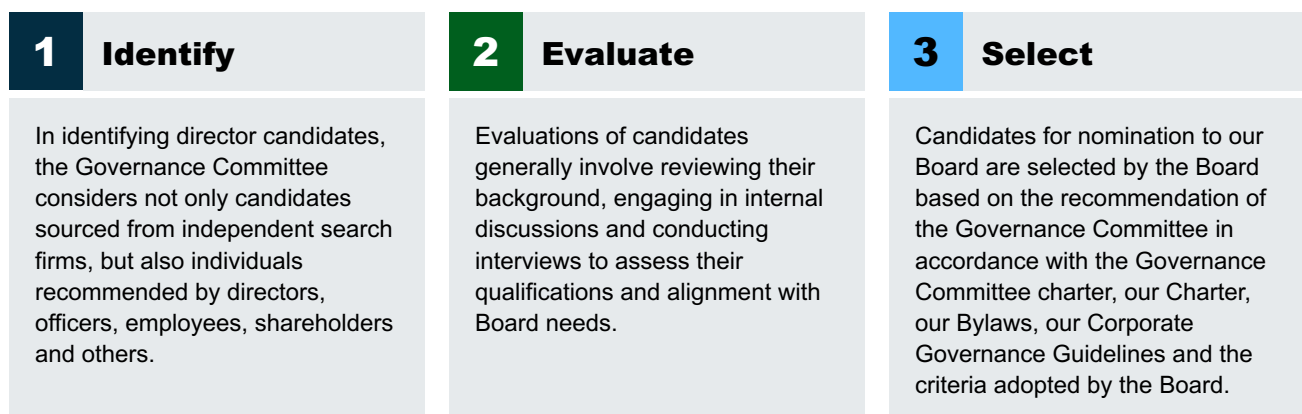 1 Identify
In identifying director candidates,
the Governance Committee
considers not only candidates
sourced from independent search
firms, but also individuals
recommended by directors,
officers, employees, shareholders
and others.
2 Evaluate
Evaluations of candidates
generally involve reviewing their
background, engaging in internal
discussions and conducting
interviews to assess their
qualifications and alignment with
Board needs.
3 Select
Candidates for nomination to our
Board are selected by the Board
based on the recommendation of
the Governance Committee in
accordance with the Governance
Committee charter, our Charter,
our Bylaws, our Corporate
Governance Guidelines and the
criteria adopted by the Board.